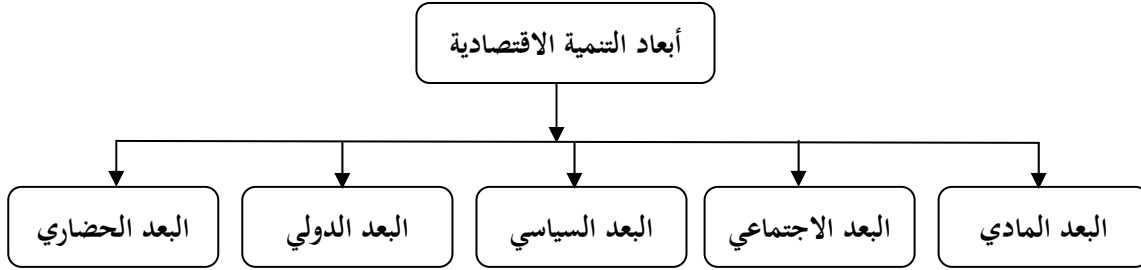 أبعاد التنمية الاقتصادية
البعد المادي
البعد الاجتماعي
البعد السياسي
البعد الدولي
البعد الحضاري